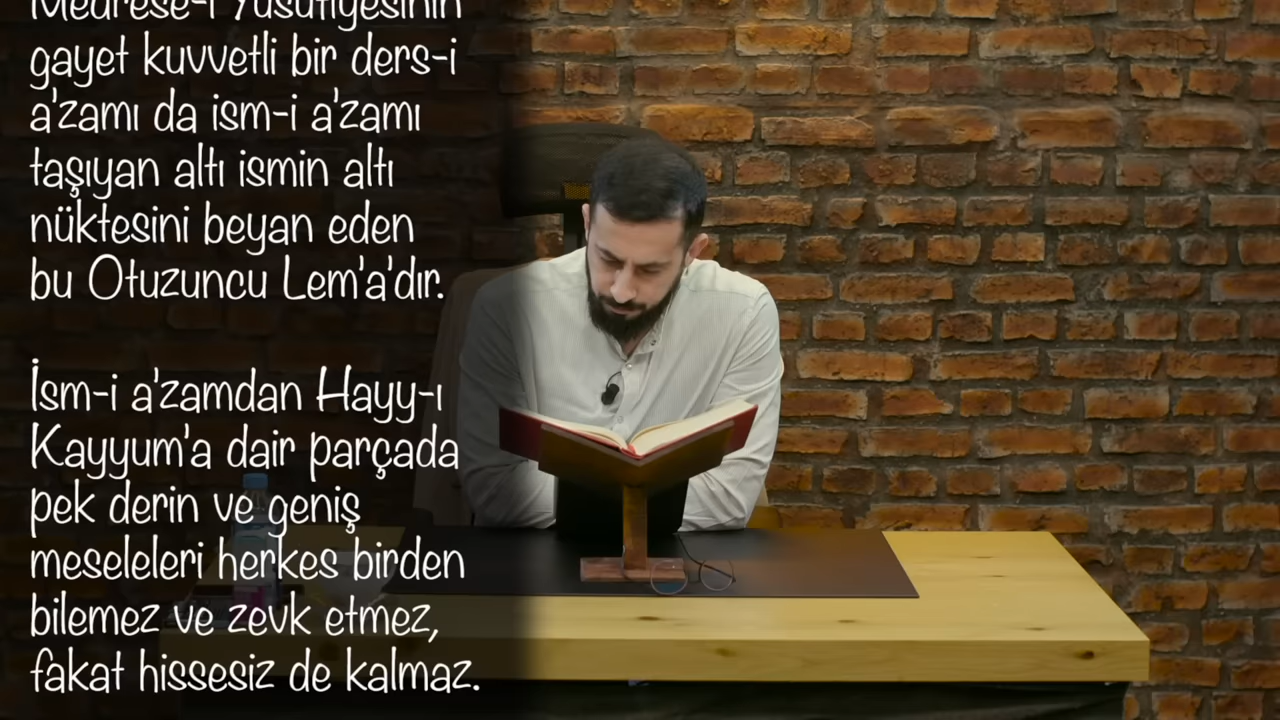 Medrese-i Yusufiyesinin
gayet kuvvetli bir ders-i
a'zamı da ism-i a'zamı
taşıyan altı ismin altı
nüktesini beyan eden
bu Otuzuncu Lem'a'dır.
İsm-i a'zamdan Hayy-ı
Kayyum'a dair parçada
pek derin ve geniş
meseleleri herkes birden
bilemez ve zevk etmez,
fakat hissesiz de kalmaz.